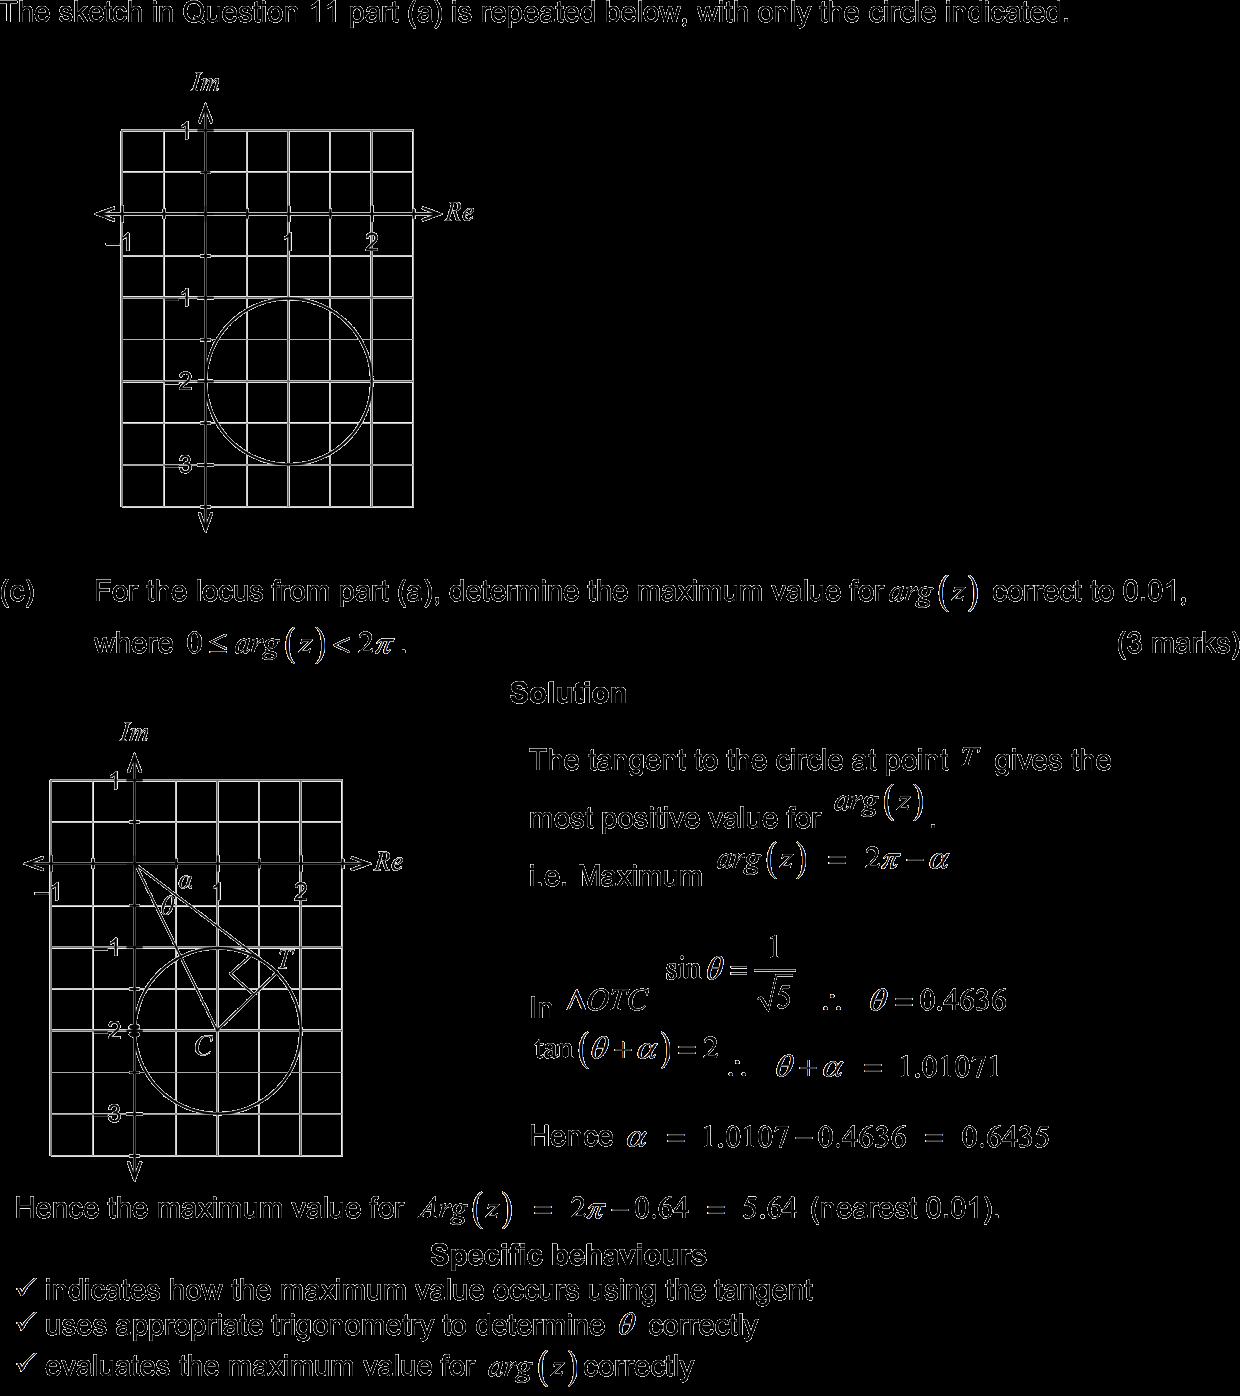 The sketch in Question 11 part (a) is repeated below, with only the circle indicated.
Im
1
Re
–1
1
2
–1
–2
–3
(c) For the locus from part (a), determine the maximum value for arg(z) correct to 0.01,
where 0 ≤ arg(z) < 2π. (3 marks)
Solution
Im
1
Re
–1
α
1
2
θ
–1
T
–2
C
–3
The tangent to the circle at point T gives the
most positive value for arg(z).
i.e. Maximum arg(z) = 2π − α
In △OTC sin θ = 1/√5 ∴ θ = 0.4636
tan(θ + α) = 2 ∴ θ + α = 1.01071
Hence α = 1.0107 − 0.4636 = 0.6435
Hence the maximum value for Arg(z) = 2π − 0.64 = 5.64 (nearest 0.01).
Specific behaviours
✓ indicates how the maximum value occurs using the tangent
✓ uses appropriate trigonometry to determine θ correctly
✓ evaluates the maximum value for arg(z) correctly